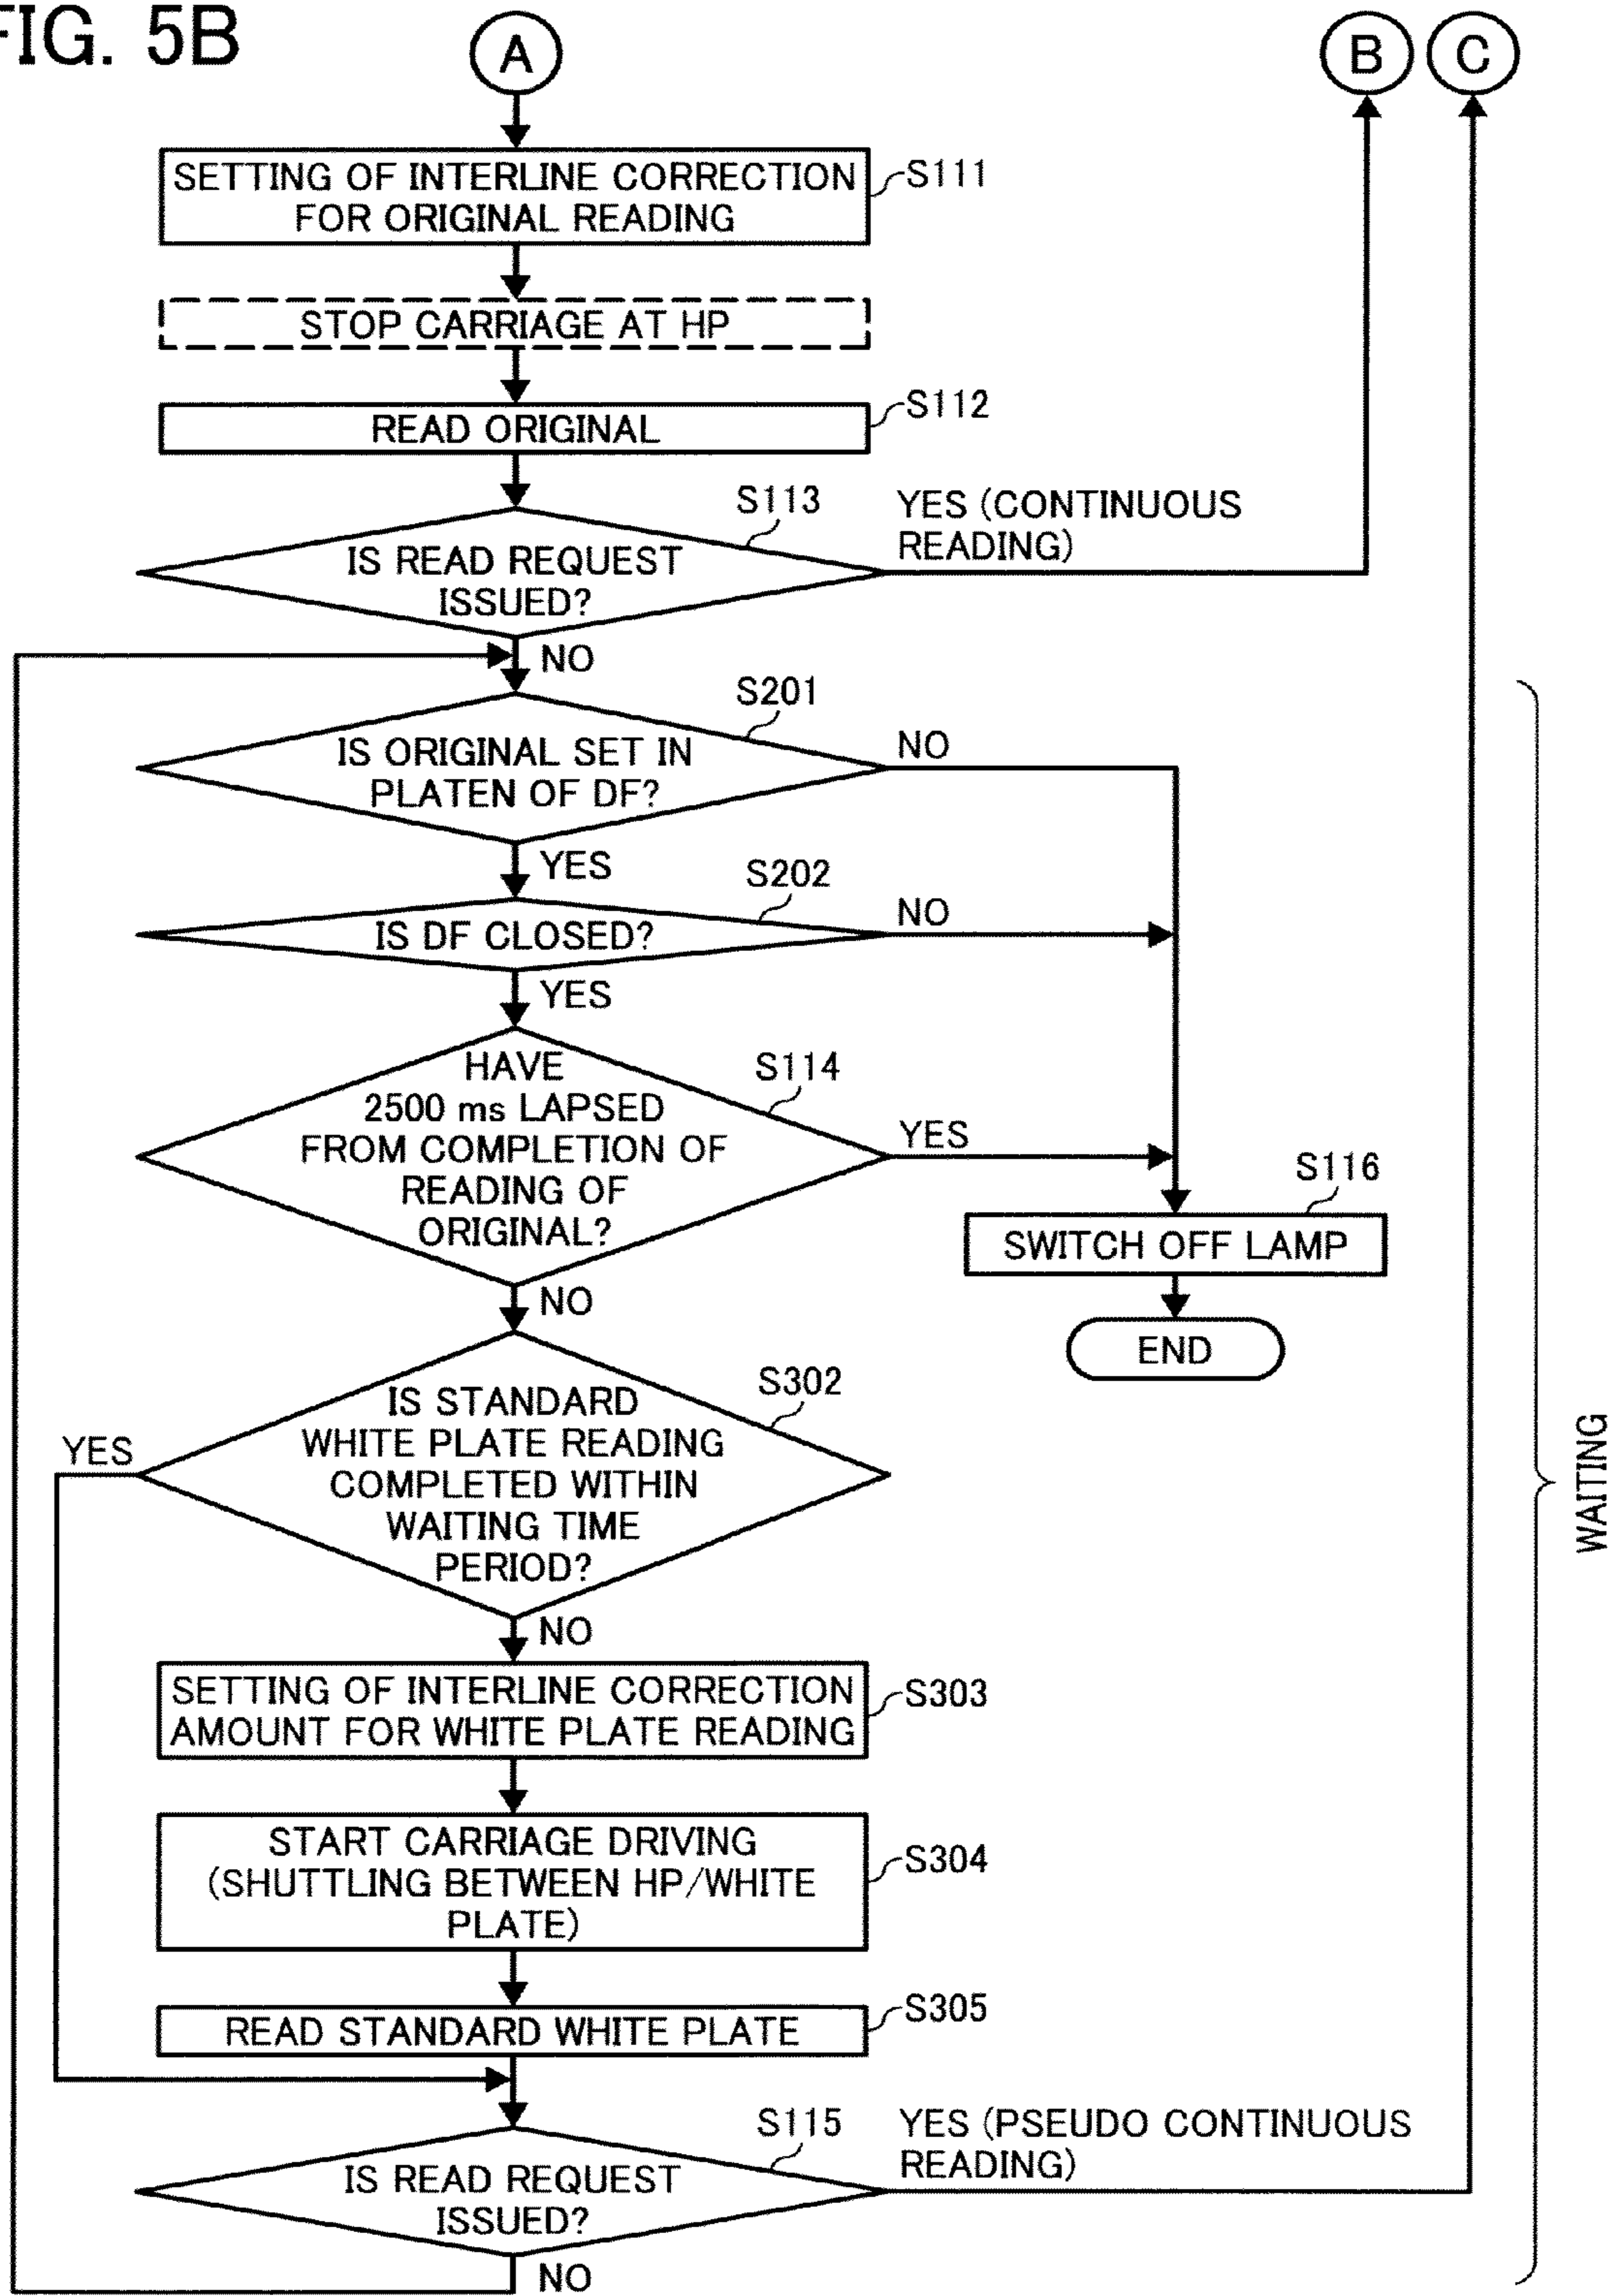 FIG. 5B
A
B
C
SETTING OF INTERLINE CORRECTION
FOR ORIGINAL READING
S111
STOP CARRIAGE AT HP
READ ORIGINAL
S112
S113
IS READ REQUEST
ISSUED?
YES (CONTINUOUS
READING)
NO
S201
IS ORIGINAL SET IN
PLATEN OF DF?
NO
YES
S202
IS DF CLOSED?
NO
YES
S114
HAVE
2500 ms LAPSED
FROM COMPLETION OF
READING OF
ORIGINAL?
YES
S116
SWITCH OFF LAMP
END
NO
S302
IS STANDARD
WHITE PLATE READING
COMPLETED WITHIN
WAITING TIME
PERIOD?
YES
WAITING
NO
SETTING OF INTERLINE CORRECTION
AMOUNT FOR WHITE PLATE READING
S303
START CARRIAGE DRIVING
(SHUTTLING BETWEEN HP/WHITE
PLATE)
S304
READ STANDARD WHITE PLATE
S305
S115
IS READ REQUEST
ISSUED?
YES (PSEUDO CONTINUOUS
READING)
NO